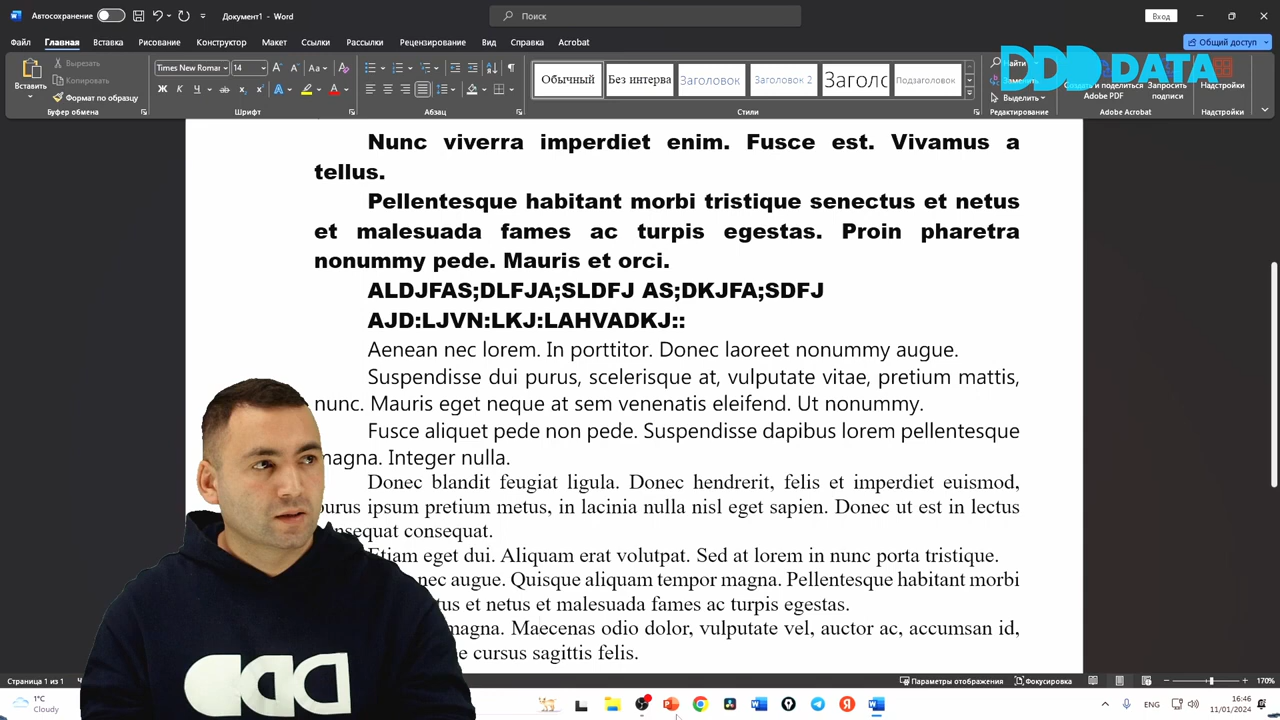 Автосохранение
Документ1 - Word
Поиск
Вход
Файл Главная Вставка Рисование Конструктор Макет Ссылки Рассылки Рецензирование Вид Справка Acrobat
Общий доступ
DATA
Вставить
Вырезать
Копировать
Формат по образцу
Буфер обмена
Times New Roman 14
Ж К Ч
Шрифт
Абзац
Обычный
Без интерва
Заголовок
Заголовок 2
Заголо
Подзаголовок
Стили
Найти
Выделить
Редактирование
Создать и поделиться
Adobe PDF
Запросить
подписи
Adobe Acrobat
Надстройки
Надстройки
Nunc viverra imperdiet enim. Fusce est. Vivamus a
tellus.
Pellentesque habitant morbi tristique senectus et netus
et malesuada fames ac turpis egestas. Proin pharetra
nonummy pede. Mauris et orci.
ALDJFAS;DLFJA;SLDFJ AS;DKJFA;SDFJ
AJD:LJVN:LKJ:LAHVADKJ::
Aenean nec lorem. In porttitor. Donec laoreet nonummy augue.
Suspendisse dui purus, scelerisque at, vulputate vitae, pretium mattis,
nunc. Mauris eget neque at sem venenatis eleifend. Ut nonummy.
Fusce aliquet pede non pede. Suspendisse dapibus lorem pellentesque
magna. Integer nulla.
Donec blandit feugiat ligula. Donec hendrerit, felis et imperdiet euismod,
purus ipsum pretium metus, in lacinia nulla nisl eget sapien. Donec ut est in lectus
consequat consequat.
Etiam eget dui. Aliquam erat volutpat. Sed at lorem in nunc porta tristique.
nec augue. Quisque aliquam tempor magna. Pellentesque habitant morbi
et netus et malesuada fames ac turpis egestas.
magna. Maecenas odio dolor, vulputate vel, auctor ac, accumsan id,
cursus sagittis felis.
Страница 1 из 1
Параметры отображения
Фокусировка
170%
1°C
Cloudy
ENG
16:46
11/01/2024